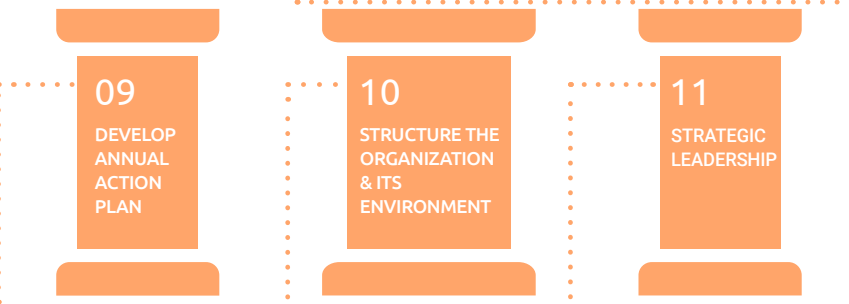 09
DEVELOP
ANNUAL
ACTION
PLAN
10
STRUCTURE THE
ORGANIZATION
& ITS
ENVIRONMENT
11
STRATEGIC
LEADERSHIP